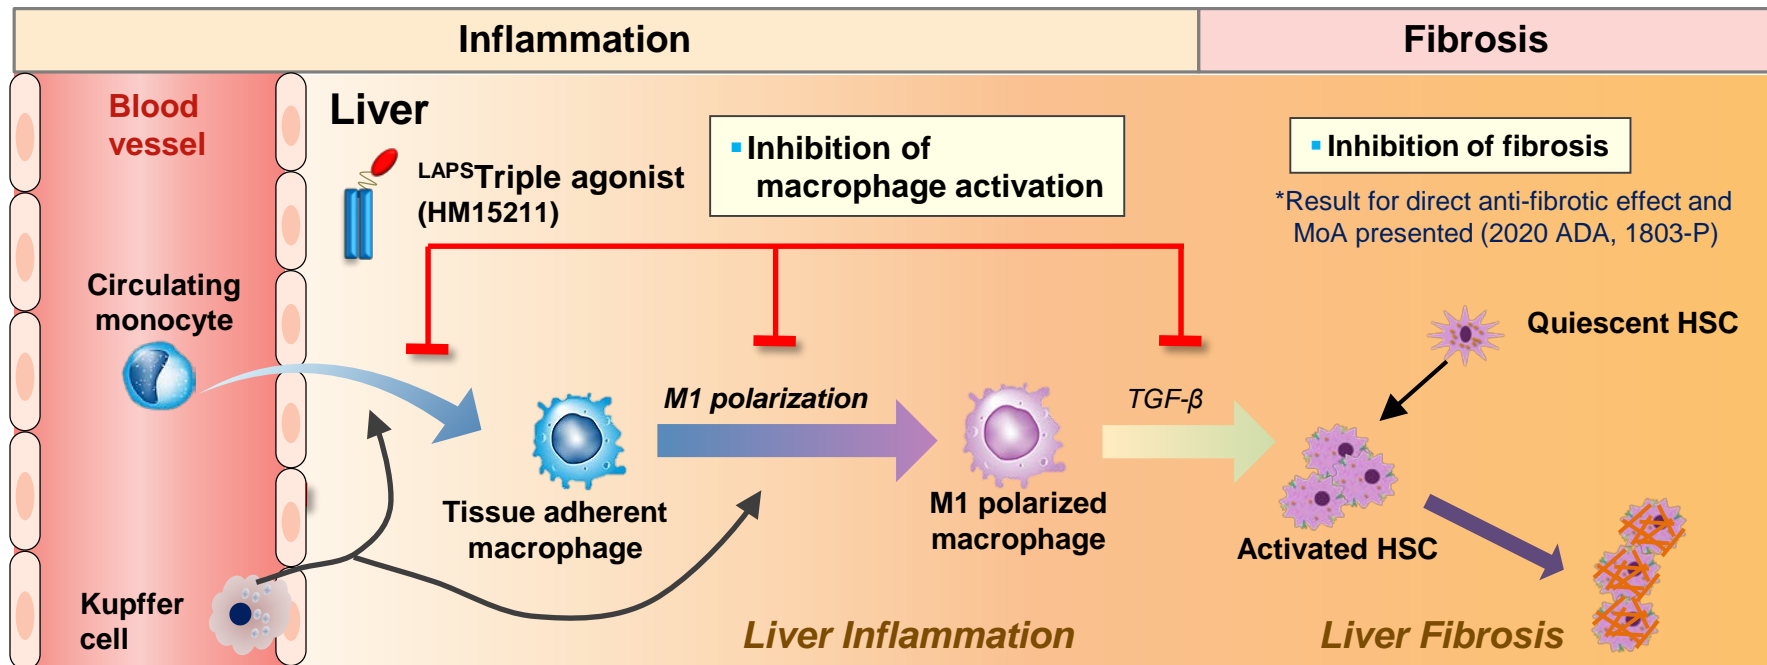 Inflammation
Fibrosis
Blood
vessel
Liver
LAPSTriple agonist
(HM15211)
▪ Inhibition of
macrophage activation
▪ Inhibition of fibrosis
*Result for direct anti-fibrotic effect and
MoA presented (2020 ADA, 1803-P)
Circulating
monocyte
Quiescent HSC
M1 polarization
TGF-β
Tissue adherent
macrophage
M1 polarized
macrophage
Activated HSC
Kupffer
cell
Liver Inflammation
Liver Fibrosis